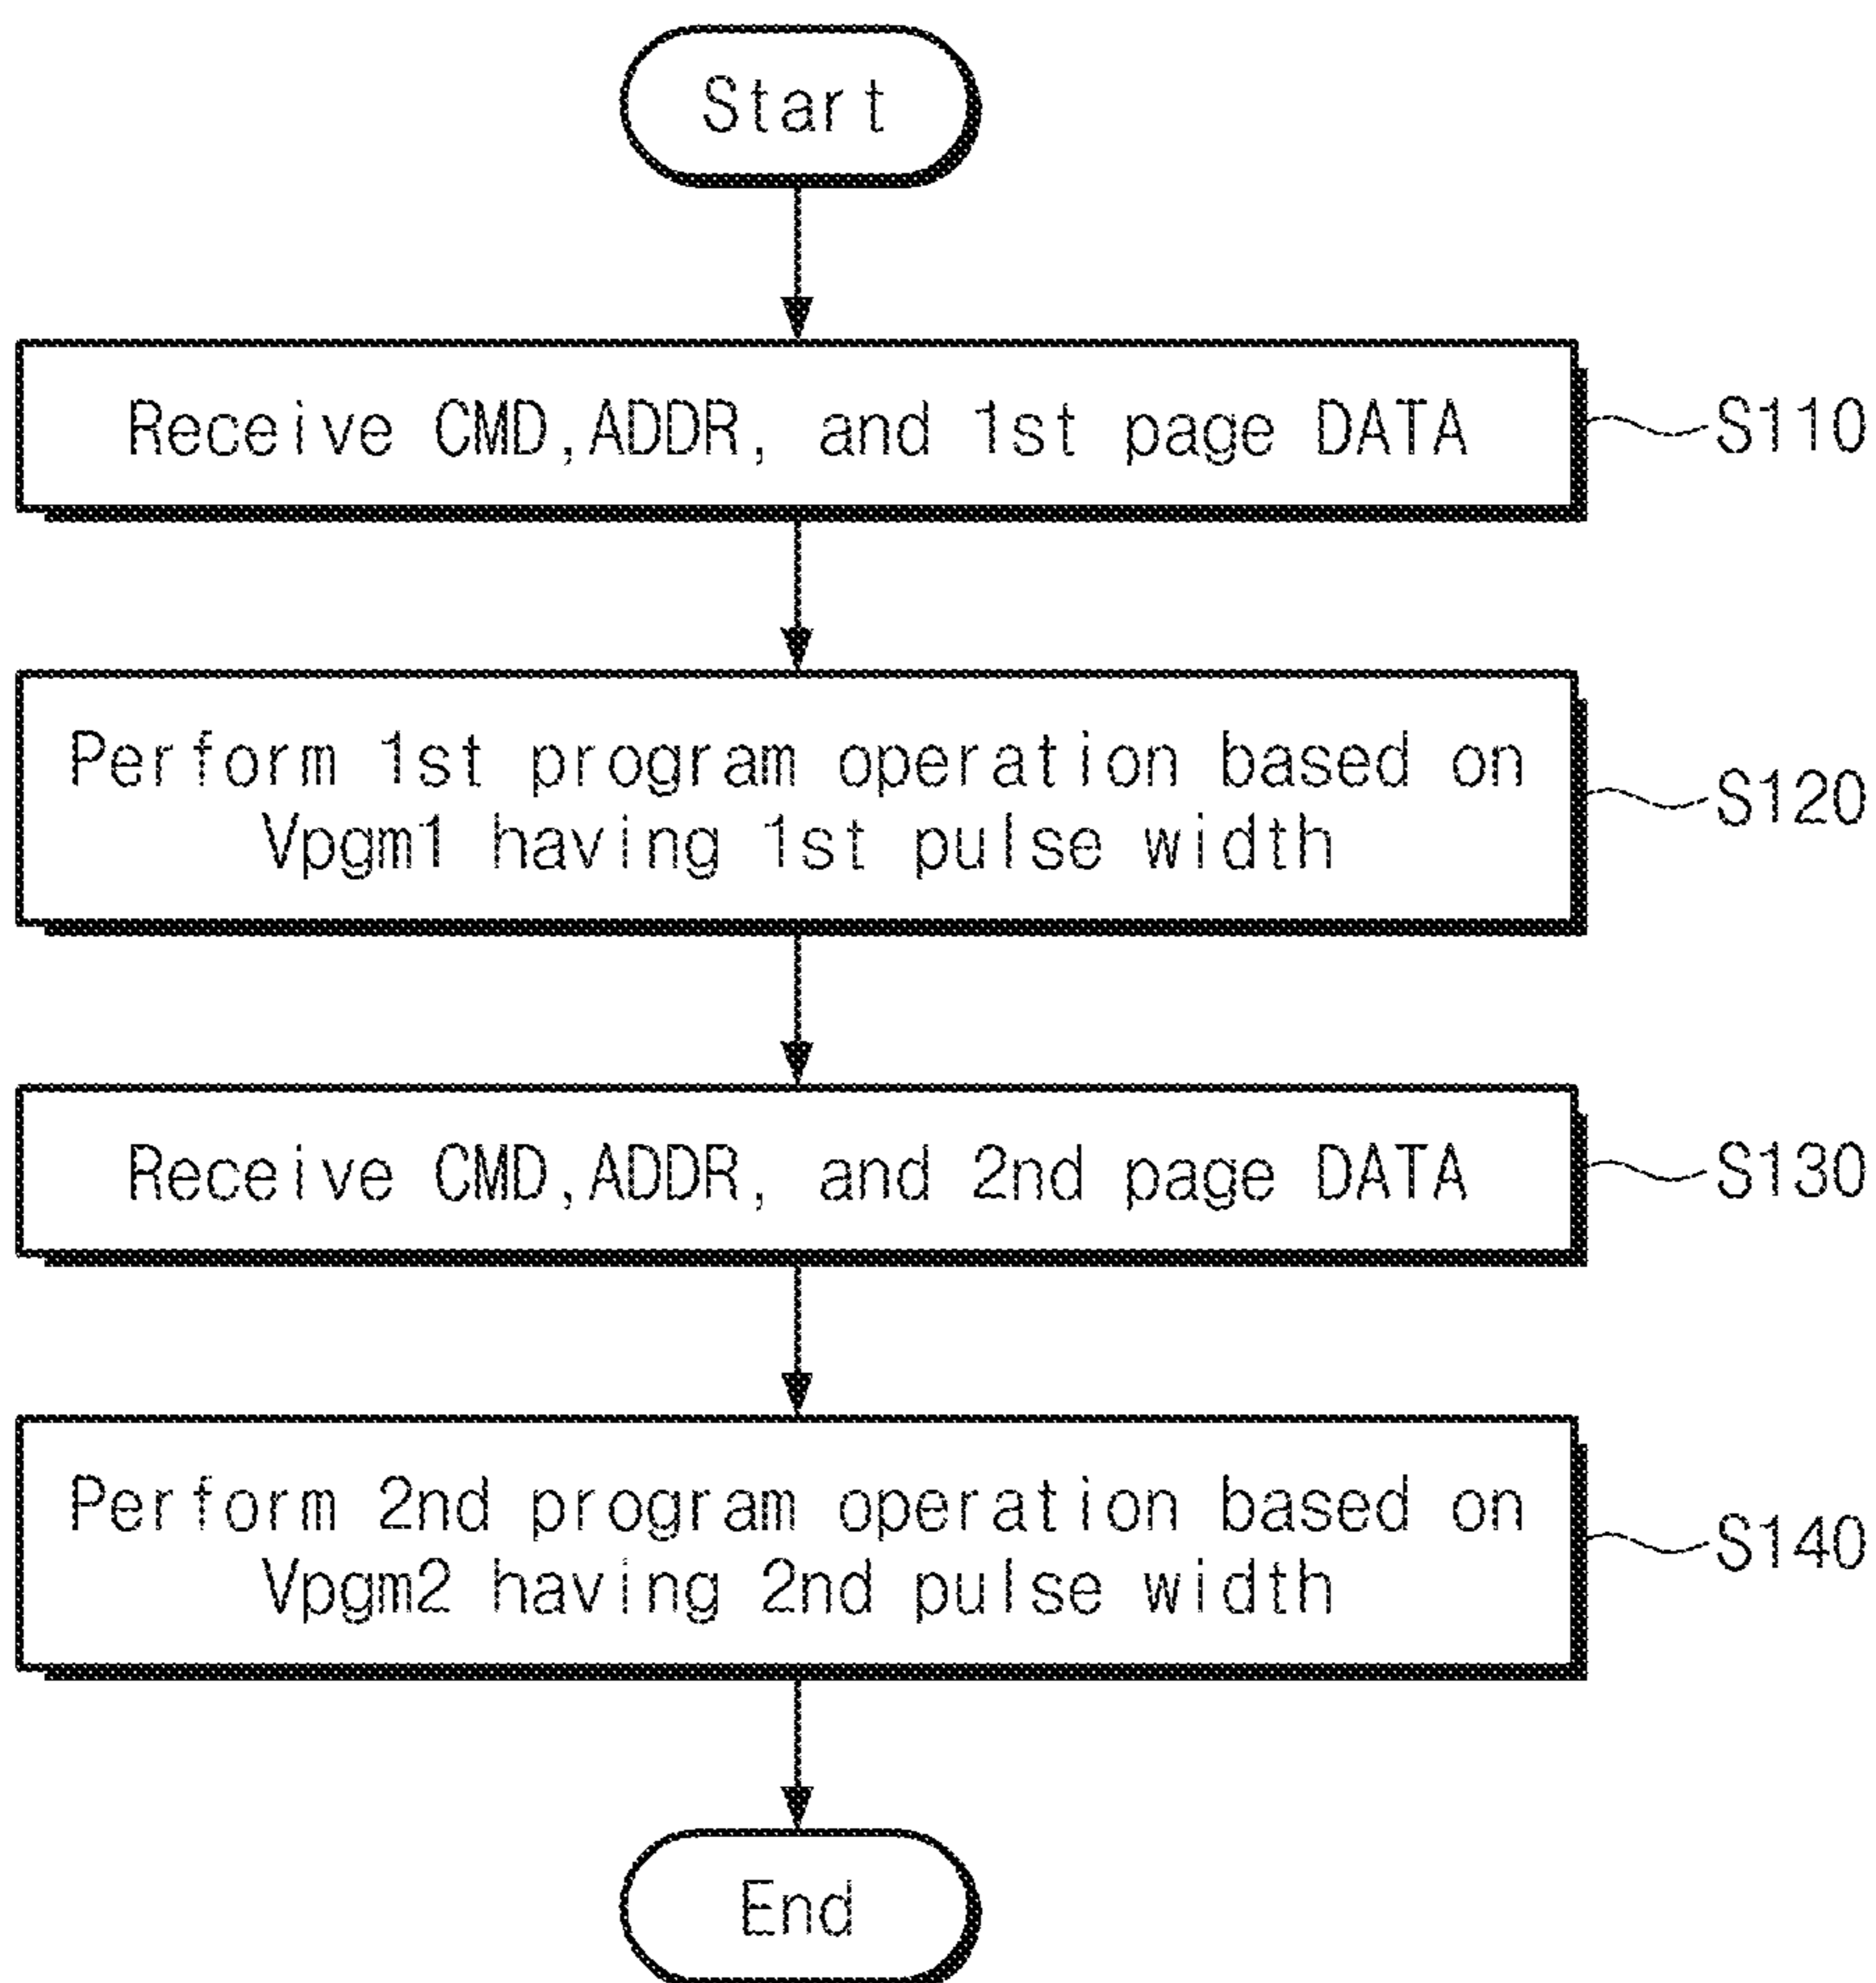 Start
Receive CMD,ADDR, and 1st page DATA
S110
Perform 1st program operation based on
Vpgm1 having 1st pulse width
S120
Receive CMD,ADDR, and 2nd page DATA
S130
Perform 2nd program operation based on
Vpgm2 having 2nd pulse width
S140
End